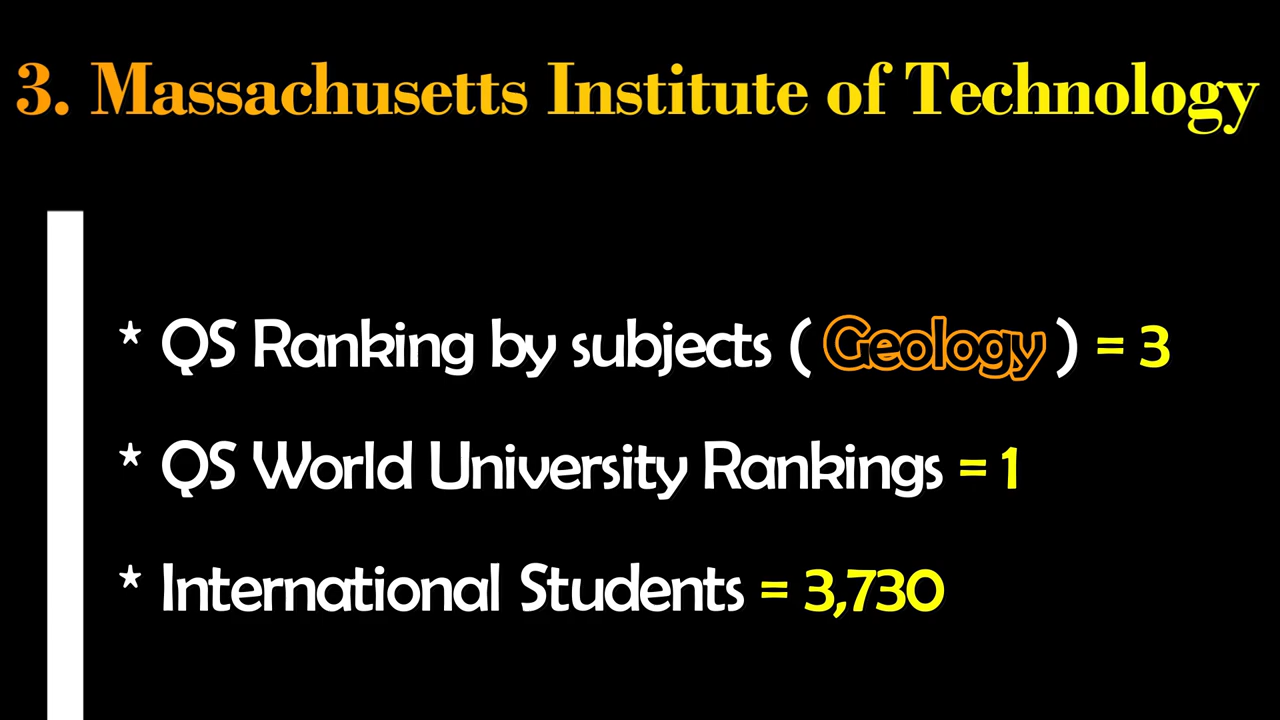 3. Massachusetts Institute of Technology
* QS Ranking by subjects ( Geology ) = 3
* QS World University Rankings = 1
* International Students = 3,730